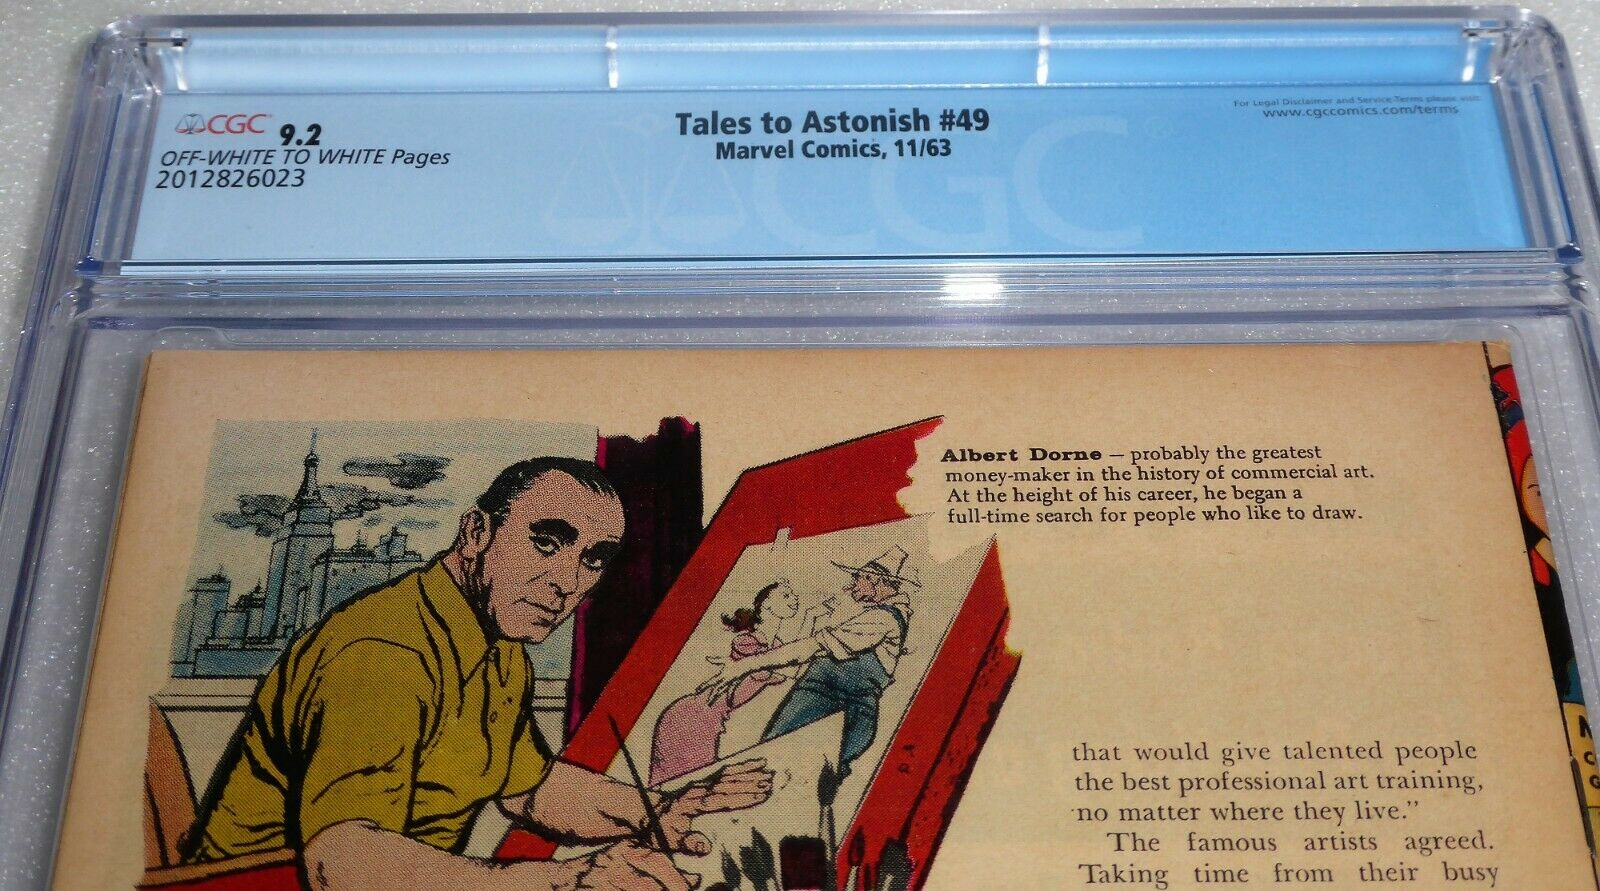 CGC 9.2
OFF-WHITE TO WHITE Pages
2012826023
Tales to Astonish #49
Marvel Comics, 11/63
For Legal Disclaimer and Service Terms please visit
www.cgccomics.com/terms
CGC
Albert Dorne – probably the greatest
money-maker in the history of commercial art.
At the height of his career, he began a
full-time search for people who like to draw.
that would give talented people
the best professional art training,
no matter where they live.”
The famous artists agreed.
Taking time from their busy